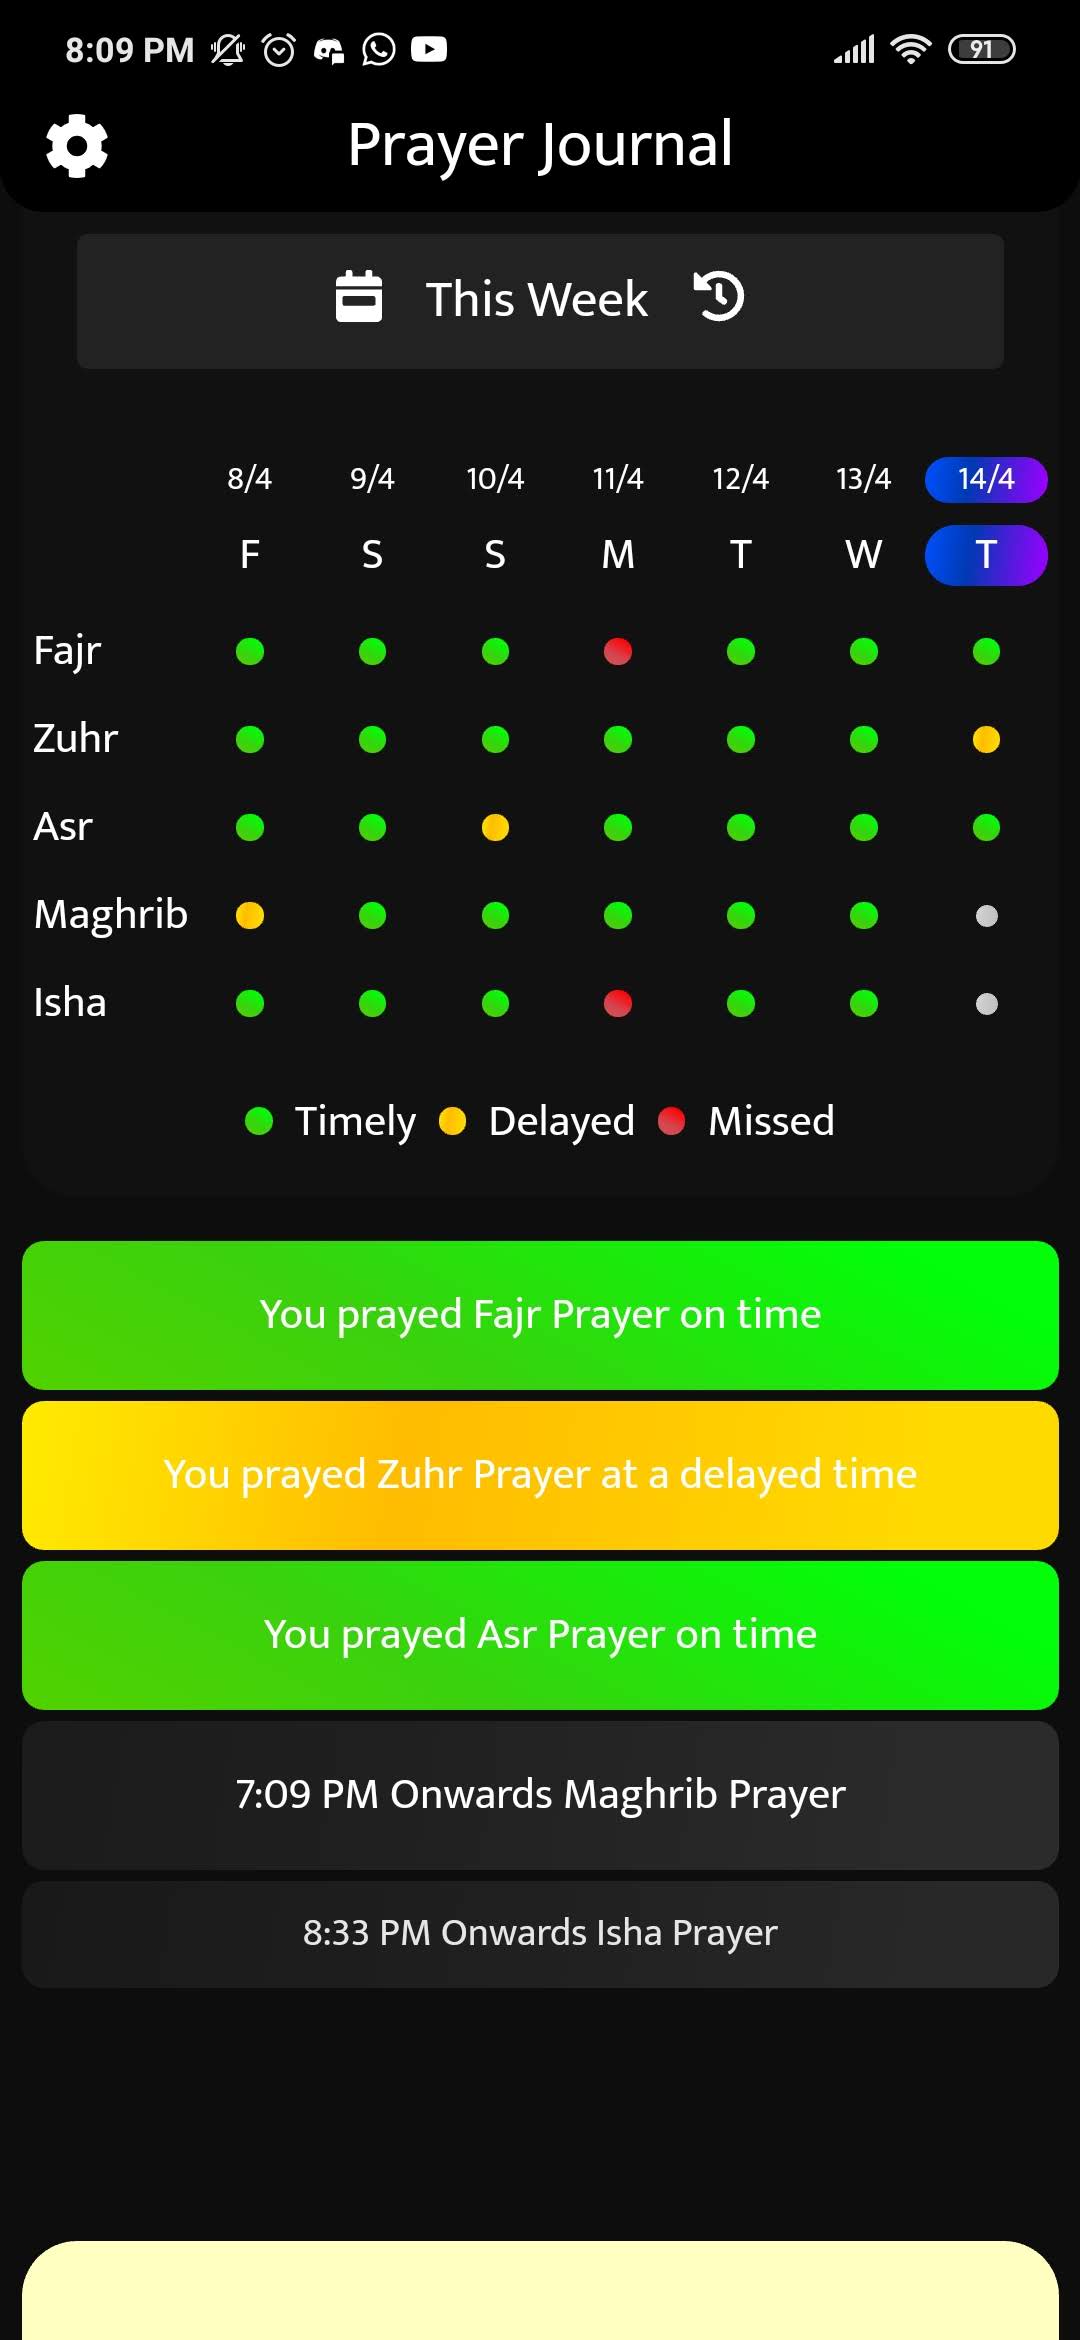 8:09 PM 91
Prayer Journal
This Week
8/4 9/4 10/4 11/4 12/4 13/4 14/4
F S S M T W T
Fajr
Zuhr
Asr
Maghrib
Isha
Timely Delayed Missed
You prayed Fajr Prayer on time
You prayed Zuhr Prayer at a delayed time
You prayed Asr Prayer on time
7:09 PM Onwards Maghrib Prayer
8:33 PM Onwards Isha Prayer